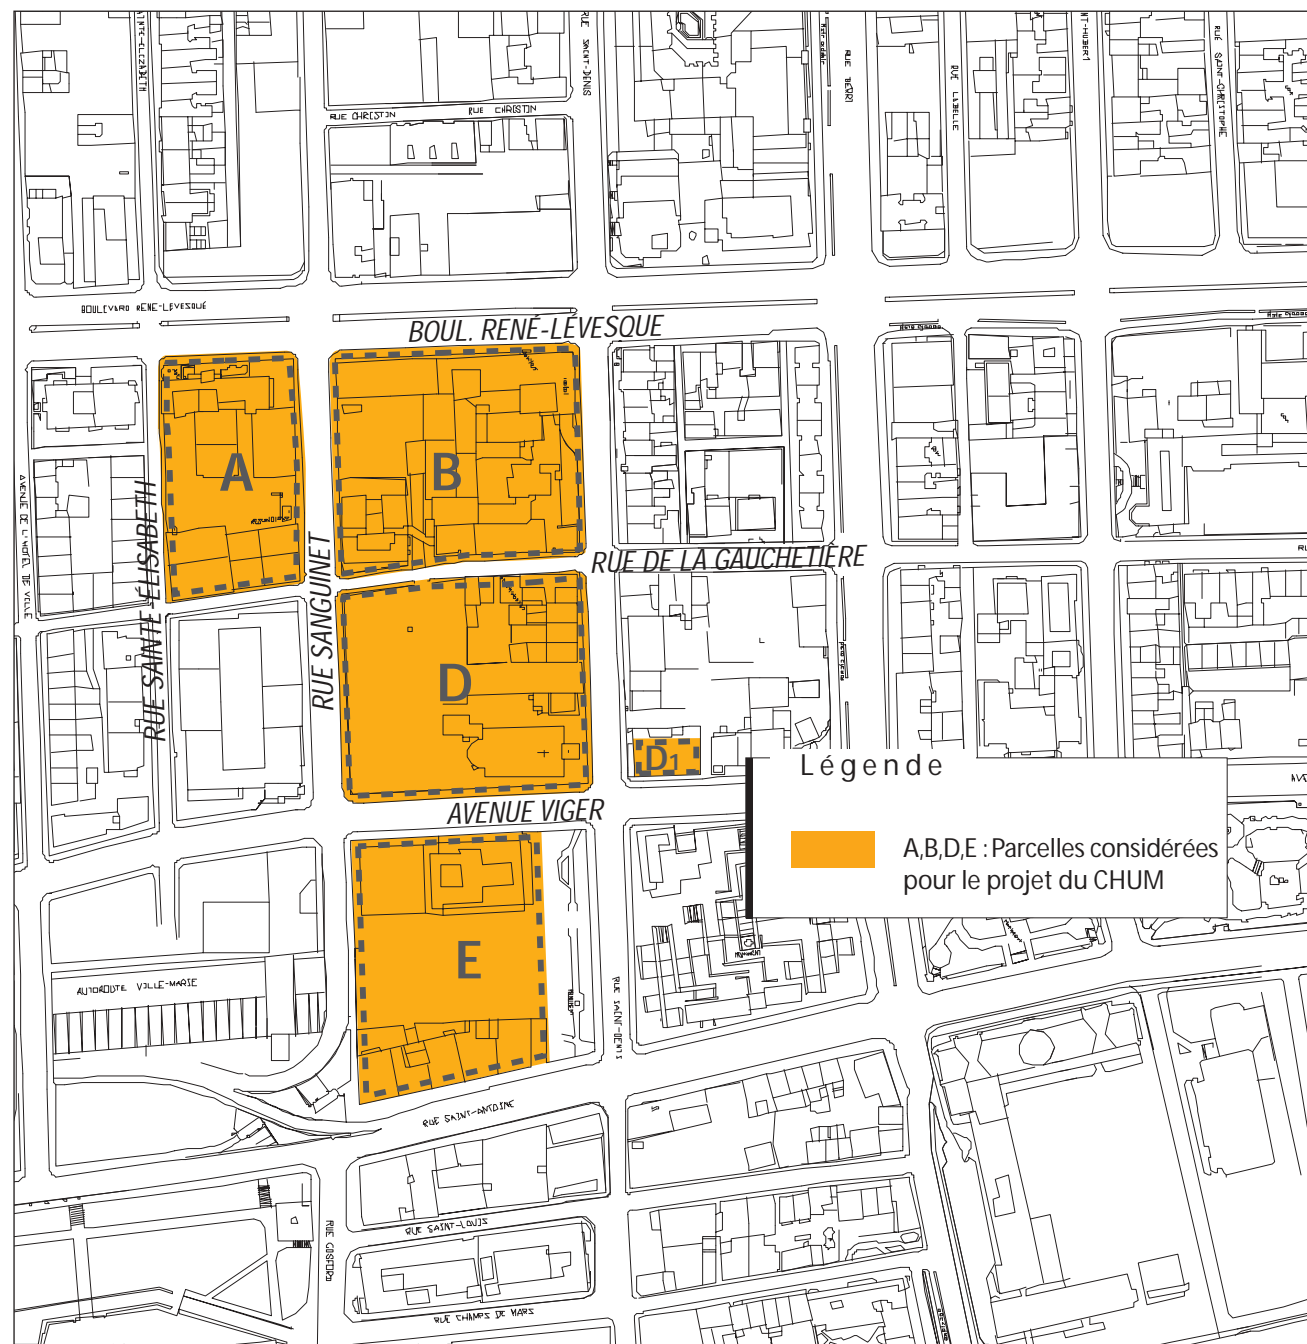 SAINT-DENIS
RUE BERRI
RUE LABELLE
RUE SAINT-CHRISTOPHE
RUE CHRISTIN
RUE CHRISTIN
BOULEVARD RENE-LEVESQUE
BOUL. RENÉ-LÉVESQUE
A
B
AVENUE DE L'HOTEL DE VILLE
RUE SAINTE-ÉLISABETH
RUE SANGUINET
RUE DE LA GAUCHETIÈRE
D
D1
Légende
AVENUE VIGER
A,B,D,E : Parcelles considérées
pour le projet du CHUM
E
AUTOROUTE VILLE-MARIE
RUE SAINT-DENIS
RUE SAINT-ANTOINE
RUE SAINT-LOUIS
RUE GOSFORD
RUE CHAMPS DE MARS